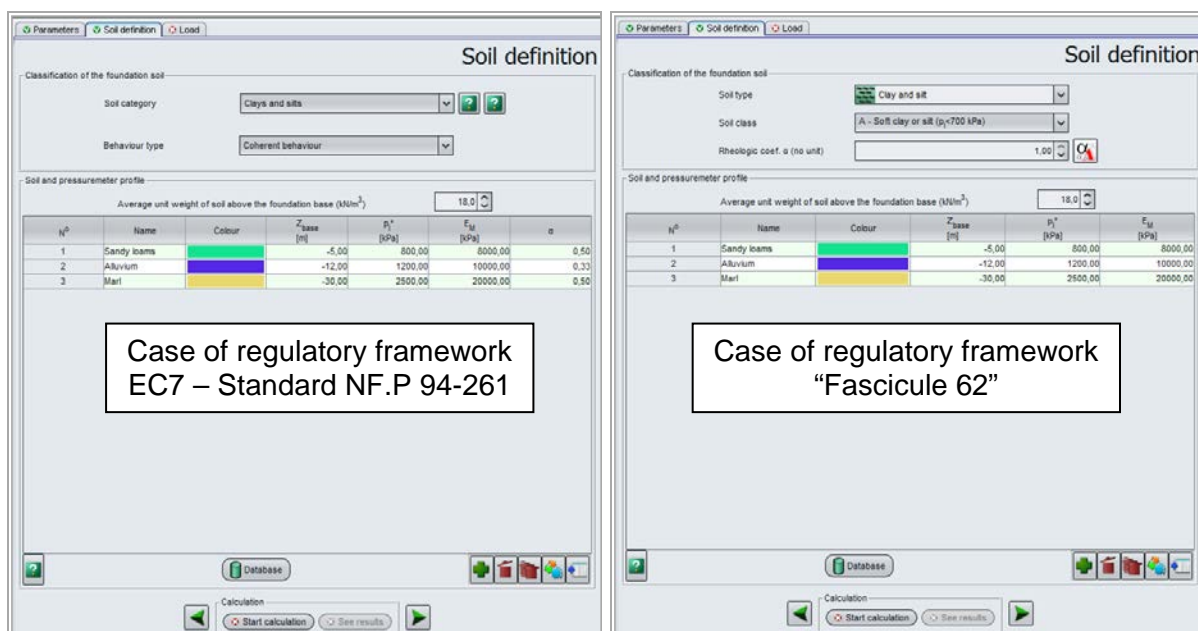 Parameters Soil definition Load
Soil definition
Classification of the foundation soil
Soil category Clays and silts ? ?
Behaviour type Coherent behaviour
Soil and pressuremeter profile
Average unit weight of soil above the foundation base (kN/m³) 18,0
N° Name Colour Zbase [m] Pl* [kPa] EM [kPa] α
1 Sandy loams -5,00 800,00 8000,00 0,50
2 Alluvium -12,00 1200,00 10000,00 0,33
3 Marl -30,00 2500,00 20000,00 0,50
Case of regulatory framework
EC7 – Standard NF.P 94-261
? Database
Calculation
Start calculation See results
Parameters Soil definition Load
Soil definition
Classification of the foundation soil
Soil type Clay and silt
Soil class A - Soft clay or silt (pl<700 kPa)
Rheologic coef. α (no unit) 1,00 α
Soil and pressuremeter profile
Average unit weight of soil above the foundation base (kN/m³) 18,0
N° Name Colour Zbase [m] Pl* [kPa] EM [kPa]
1 Sandy loams -5,00 800,00 8000,00
2 Alluvium -12,00 1200,00 10000,00
3 Marl -30,00 2500,00 20000,00
Case of regulatory framework
“Fascicule 62”
? Database
Calculation
Start calculation See results